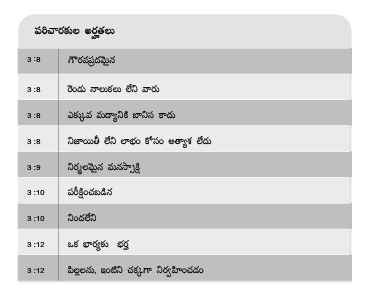 పరిచారకుల అర్హతలు
3 :8 గౌరవప్రదమైన
3 :8 రెండు నాలుకలు లేని వారు
3 :8 ఎక్కువ మద్యానికి బానిస కాదు
3 :8 నిజాయితీ లేని లాభం కోసం అత్యాశ లేదు
3 :9 నిర్మలమైన మనస్సాక్షి
3 :10 పరీక్షించబడిన
3 :10 నిందలేని
3 :12 ఒక భార్యకు భర్త
3 :12 పిల్లలను, ఇంటిని చక్కగా నిర్వహించడం